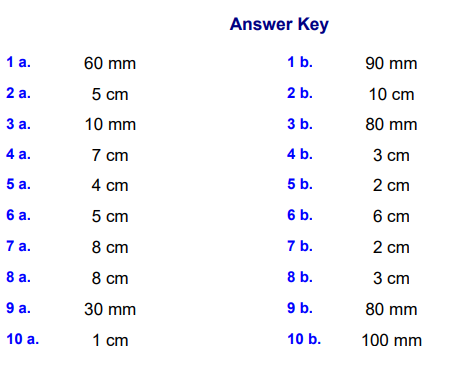 Answer Key
1 a. 60 mm 1 b. 90 mm
2 a. 5 cm 2 b. 10 cm
3 a. 10 mm 3 b. 80 mm
4 a. 7 cm 4 b. 3 cm
5 a. 4 cm 5 b. 2 cm
6 a. 5 cm 6 b. 6 cm
7 a. 8 cm 7 b. 2 cm
8 a. 8 cm 8 b. 3 cm
9 a. 30 mm 9 b. 80 mm
10 a. 1 cm 10 b. 100 mm